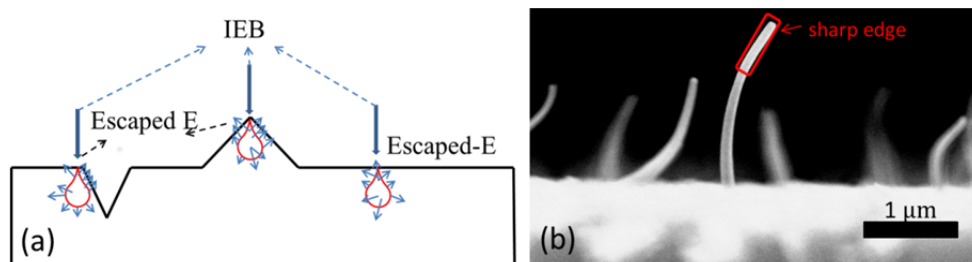 IEB
Escaped E
Escaped-E
(a)
sharp edge
1 μm
(b)